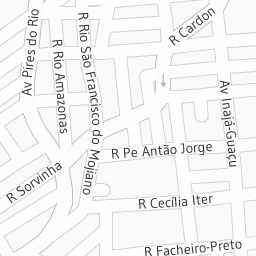 R Cardon
Av Pires do Rio
R Rio Amazonas
R Rio São Francisco do Mojiano
Av Inajá-Guaçu
R Pe Antão Jorge
R Sorvinha
R Cecília Iter
R Facheiro-Preto